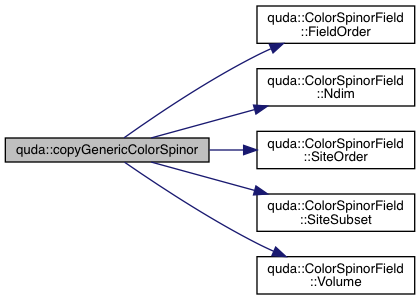 quda::ColorSpinorField
::FieldOrder
quda::ColorSpinorField
::Ndim
quda::copyGenericColorSpinor
quda::ColorSpinorField
::SiteOrder
quda::ColorSpinorField
::SiteSubset
quda::ColorSpinorField
::Volume